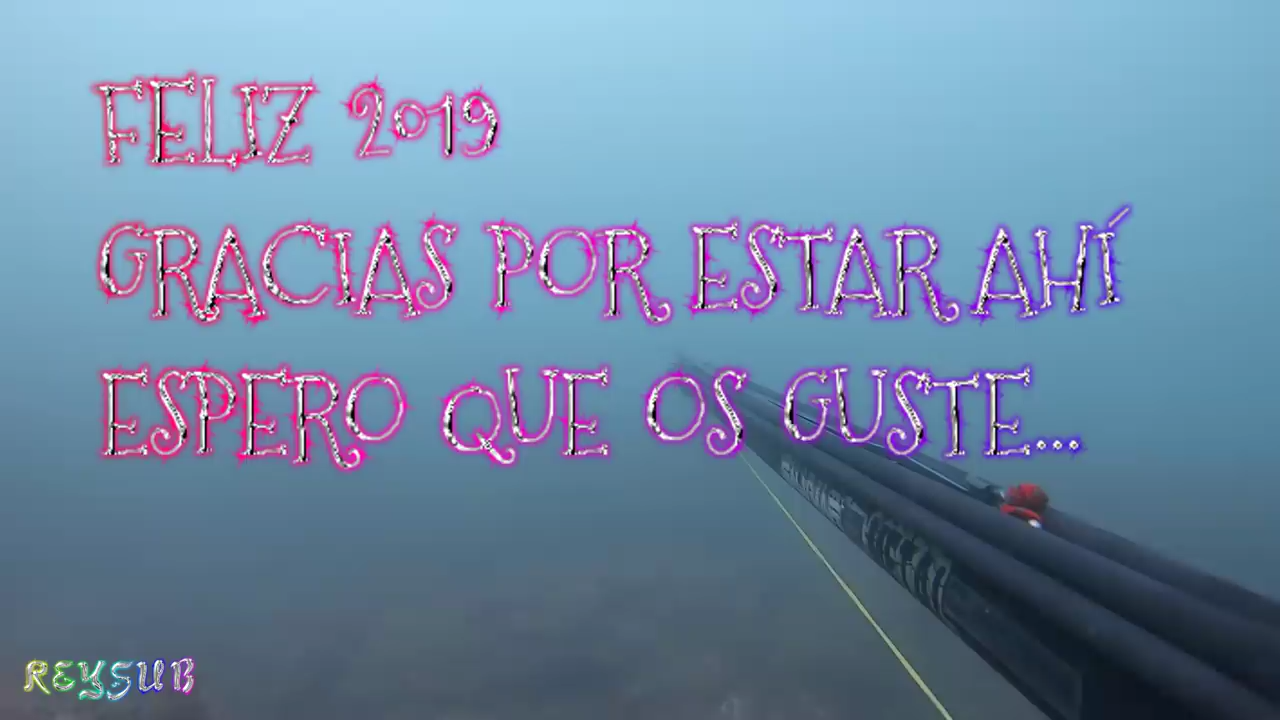 FELIZ 2019
GRACIAS POR ESTAR AHÍ
ESPERO QUE OS GUSTE...
REYSUB